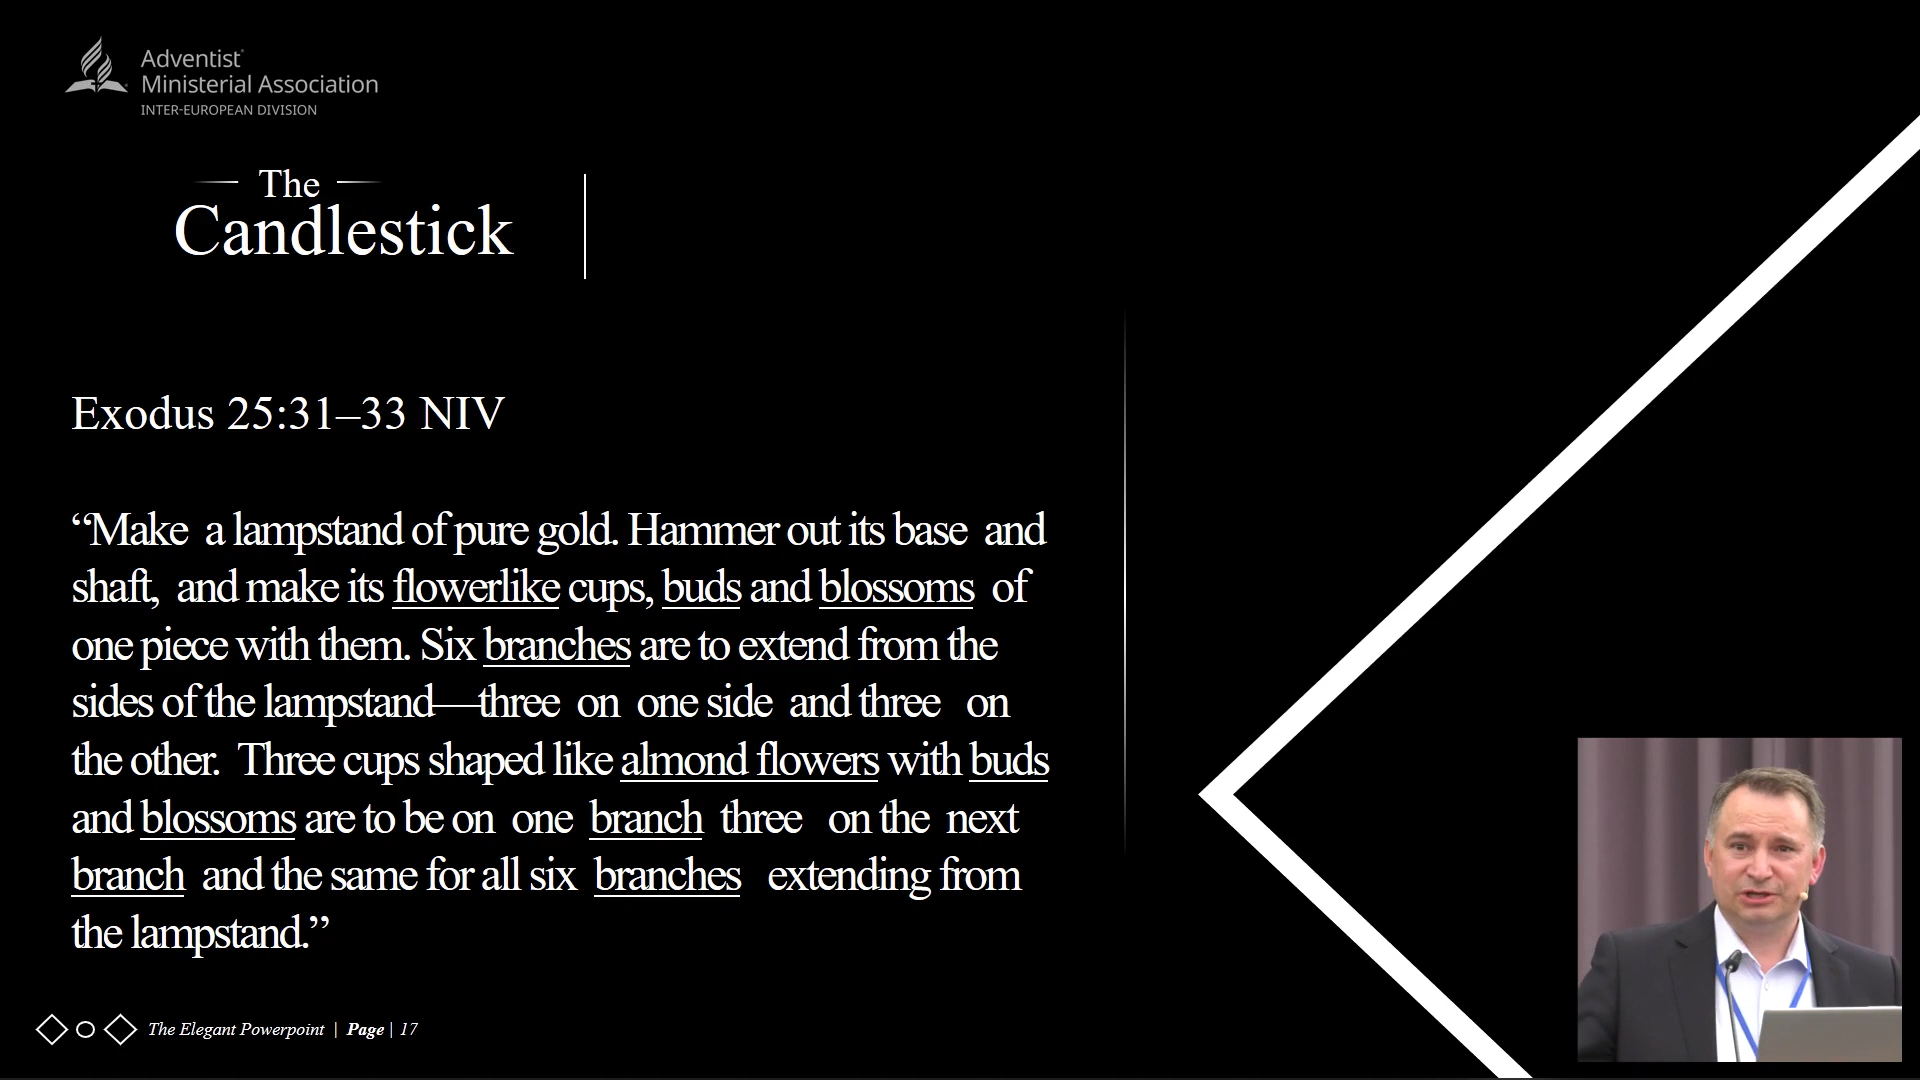 Adventist
Ministerial Association
INTER-EUROPEAN DIVISION
The
Candlestick
Exodus 25:31–33 NIV
“Make a lampstand of pure gold. Hammer out its base and
shaft, and make its flowerlike cups, buds and blossoms of
one piece with them. Six branches are to extend from the
sides of the lampstand—three on one side and three on
the other. Three cups shaped like almond flowers with buds
and blossoms are to be on one branch three on the next
branch and the same for all six branches extending from
the lampstand.”
The Elegant Powerpoint | Page | 17